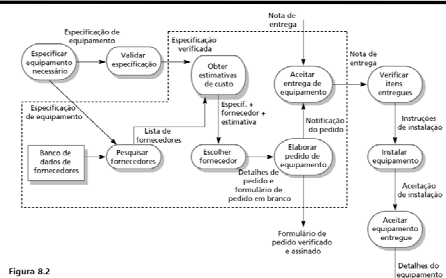 Nota de
entrega
Especificação de
equipamento
Especificação
verificada
Especificar
equipamento
necessário
Validar
especificação
Obter
estimativas
de custo
Aceitar
entrega de
equipamento
Nota de
entrega
Verificar
itens
entregues
Especificação
de equipamento
Lista de
fornecedores
Especif. +
fornecedor +
estimativa
Notificação
do pedido
Instruções
de instalação
Banco de
dados de
fornecedores
Pesquisar
fornecedores
Escolher
fornecedor
Elaborar
pedido de
equipamento
Instalar
equipamento
Detalhes de
pedido e
formulário de
pedido em branco
Aceitação
de instalação
Formulário de
pedido verificado
e assinado
Aceitar
equipamento
entregue
Detalhes do
equipamento
Figura 8.2